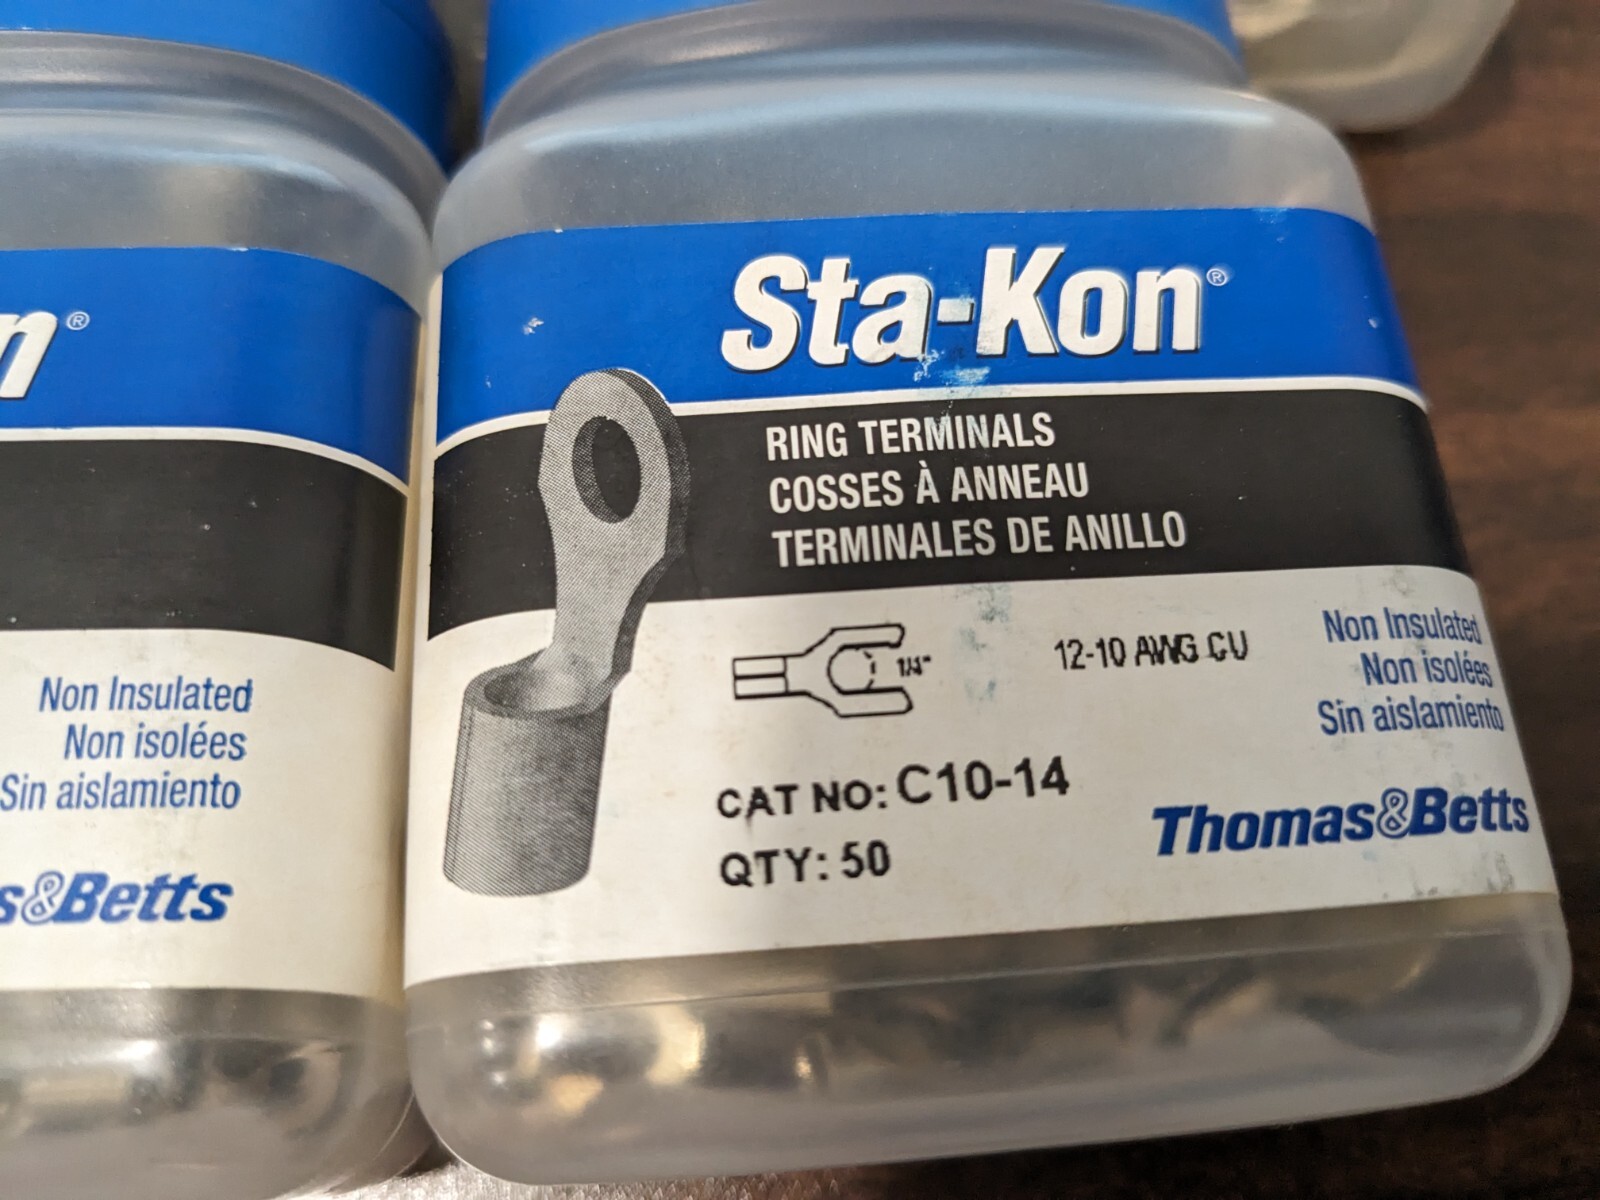 n®
Non Insulated
Non isolées
Sin aislamiento
s&Betts
Sta-Kon®
RING TERMINALS
COSSES À ANNEAU
TERMINALES DE ANILLO
1/4"
12-10 AWG CU
Non Insulated
Non isolées
Sin aislamiento
CAT NO: C10-14
QTY: 50
Thomas&Betts